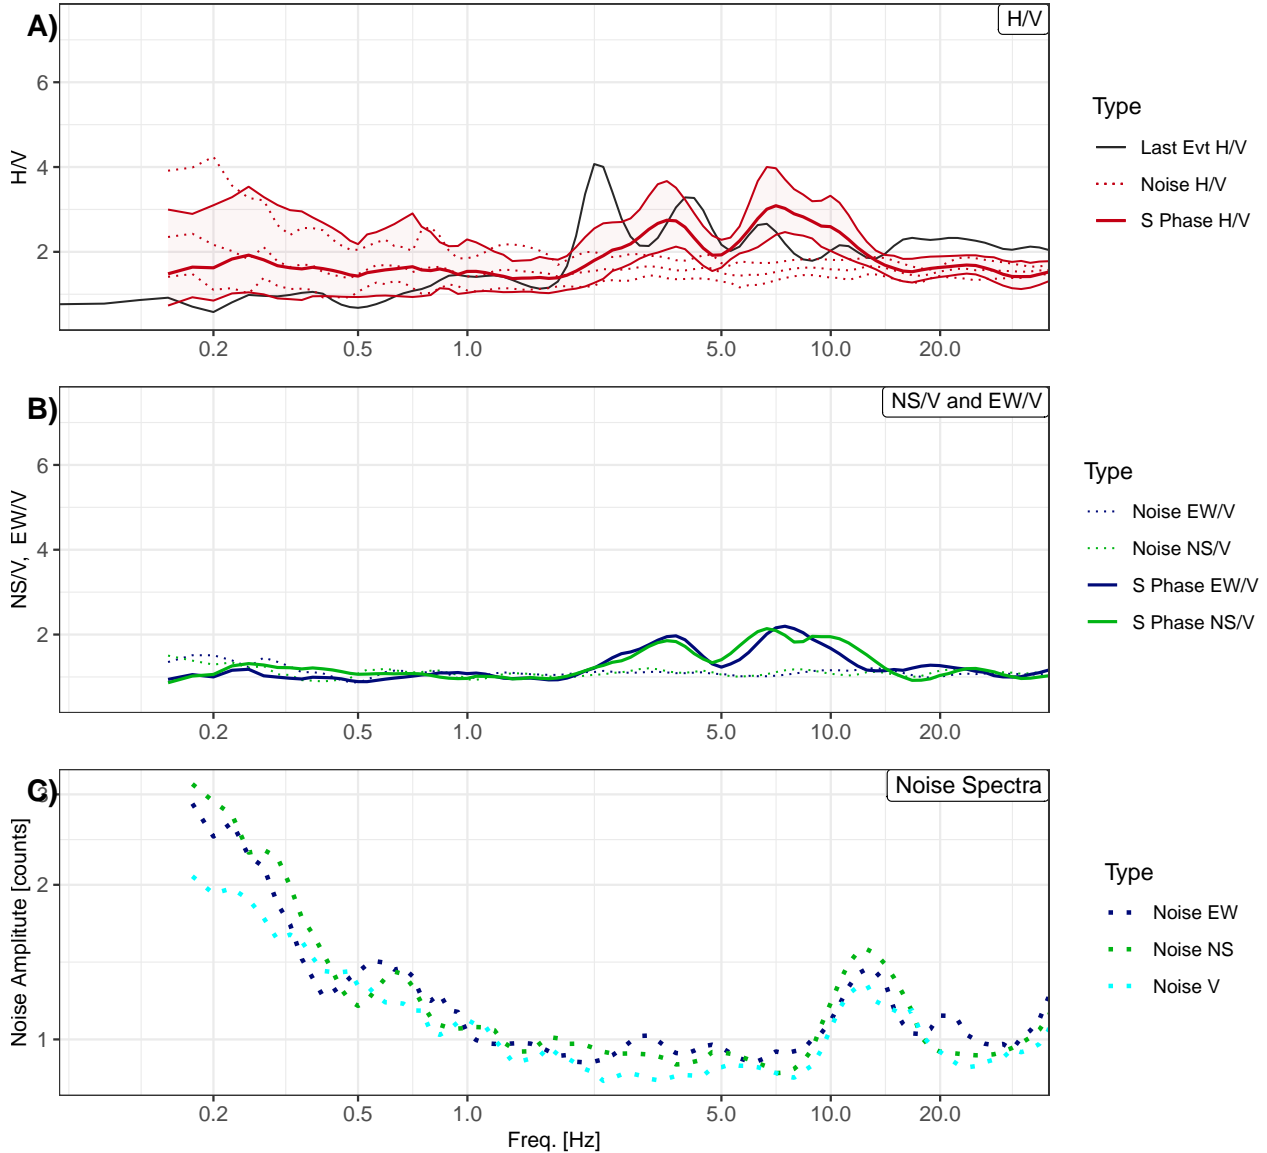 A)
H/V
6
4
2
H/V
0.2 0.5 1.0 5.0 10.0 20.0
Type
Last Evt H/V
Noise H/V
S Phase H/V
B)
NS/V and EW/V
6
4
2
NS/V, EW/V
0.2 0.5 1.0 5.0 10.0 20.0
Type
Noise EW/V
Noise NS/V
S Phase EW/V
S Phase NS/V
C)
Noise Spectra
3
2
1
Noise Amplitude [counts]
0.2 0.5 1.0 5.0 10.0 20.0
Freq. [Hz]
Type
Noise EW
Noise NS
Noise V